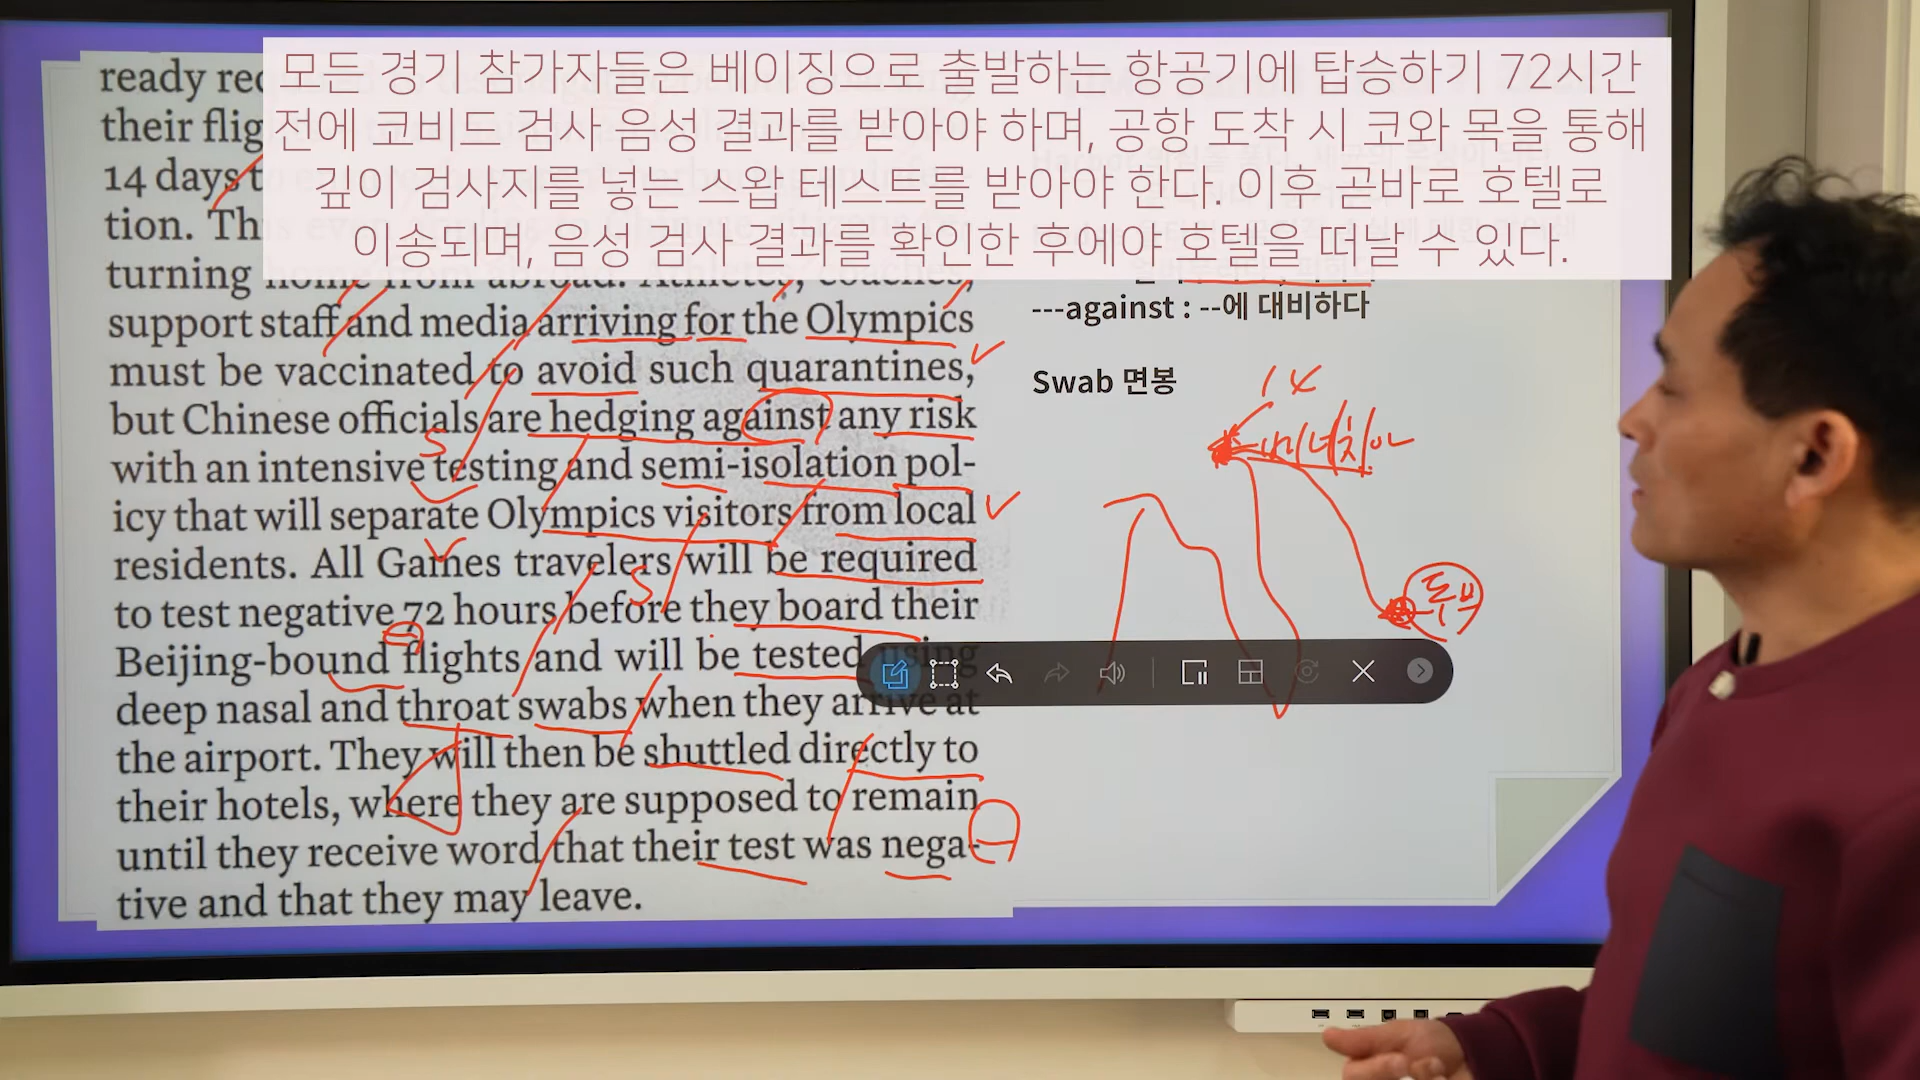 모든 경기 참가자들은 베이징으로 출발하는 항공기에 탑승하기 72시간
전에 코비드 검사 음성 결과를 받아야 하며, 공항 도착 시 코와 목을 통해
깊이 검사지를 넣는 스왑 테스트를 받아야 한다. 이후 곧바로 호텔로
이송되며, 음성 검사 결과를 확인한 후에야 호텔을 떠날 수 있다.
ready
their
14 days
tion.
turning home from abroad. Athletes, coaches,
support staff and media arriving for the Olympics
must be vaccinated to avoid such quarantines,
but Chinese officials are hedging against any risk
with an intensive testing and semi-isolation pol-
icy that will separate Olympics visitors from local
residents. All Games travelers will be required
to test negative 72 hours before they board their
Beijing-bound flights and will be tested using
deep nasal and throat swabs when they arrive at
the airport. They will then be shuttled directly to
their hotels, where they are supposed to remain
until they receive word that their test was nega-
tive and that they may leave.
---against : --에 대비하다
Swab 면봉
14
두부